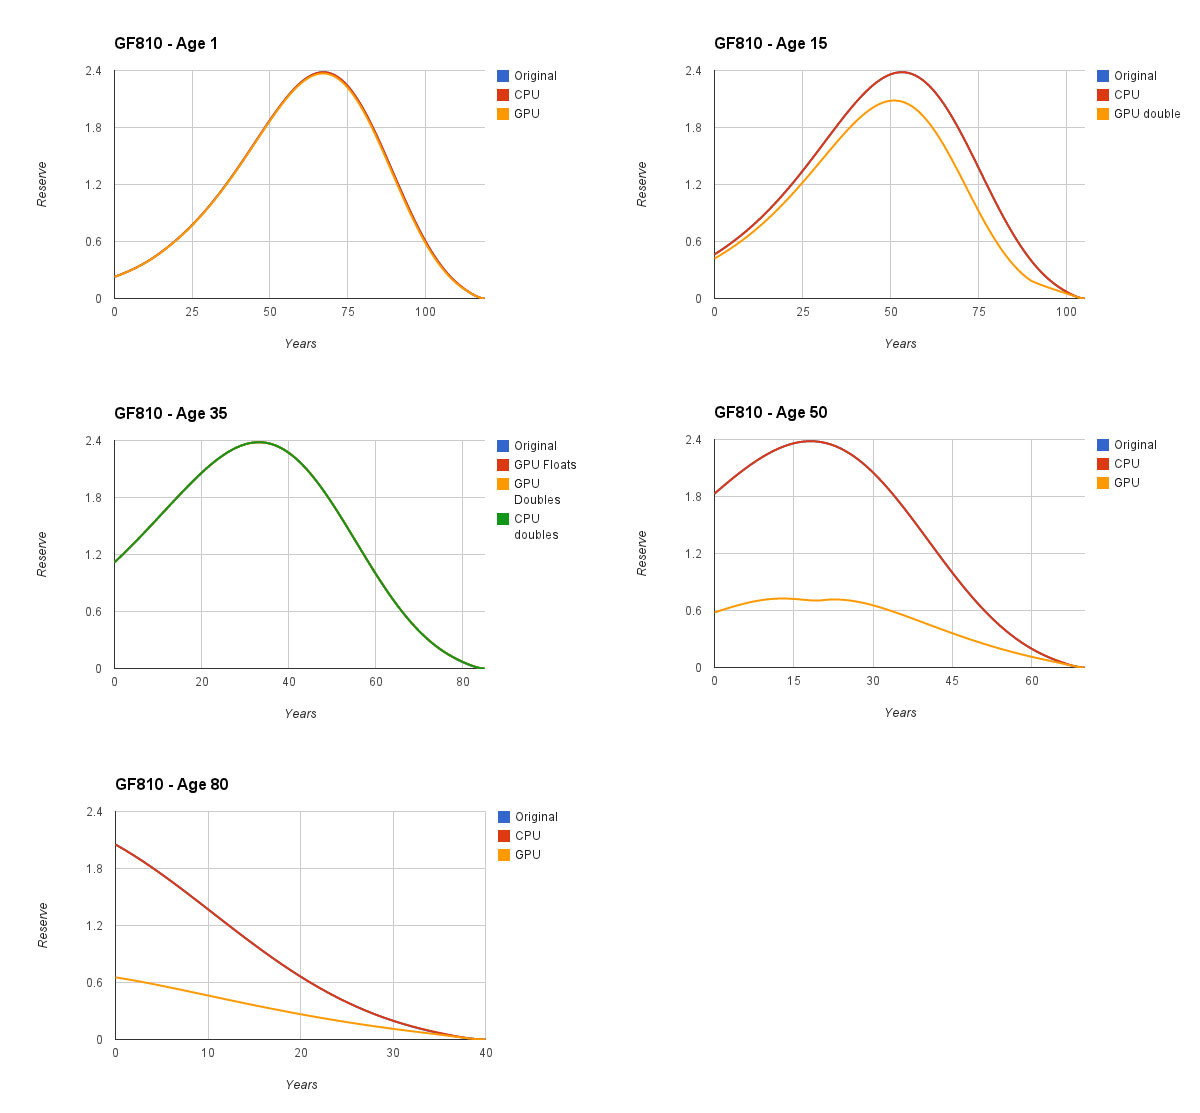 GF810 - Age 1
2.4
1.8
1.2
0.6
0
0
25
50
75
100
Reserve
Years
Original
CPU
GPU
GF810 - Age 15
2.4
1.8
1.2
0.6
0
0
25
50
75
100
Reserve
Years
Original
CPU
GPU double
GF810 - Age 35
2.4
1.8
1.2
0.6
0
0
20
40
60
80
Reserve
Years
Original
GPU Floats
GPU
Doubles
CPU
doubles
GF810 - Age 50
2.4
1.8
1.2
0.6
0
0
15
30
45
60
Reserve
Years
Original
CPU
GPU
GF810 - Age 80
2.4
1.8
1.2
0.6
0
0
10
20
30
40
Reserve
Years
Original
CPU
GPU